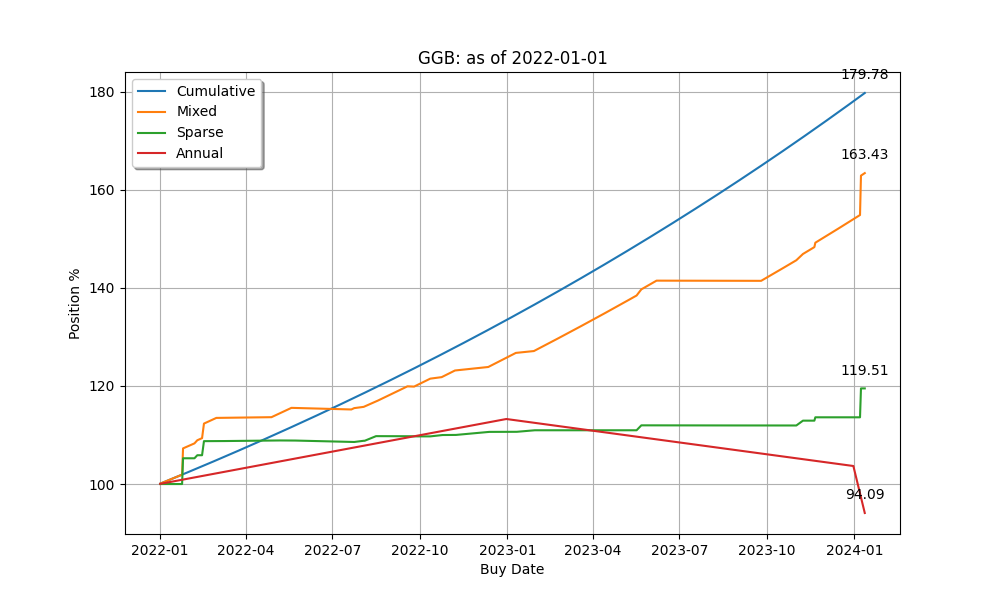 GGB: as of 2022-01-01
179.78
180
Cumulative
Mixed
Sparse
Annual
163.43
160
140
119.51
120
100
94.09
Position %
2022-01 2022-04 2022-07 2022-10 2023-01 2023-04 2023-07 2023-10 2024-01
Buy Date